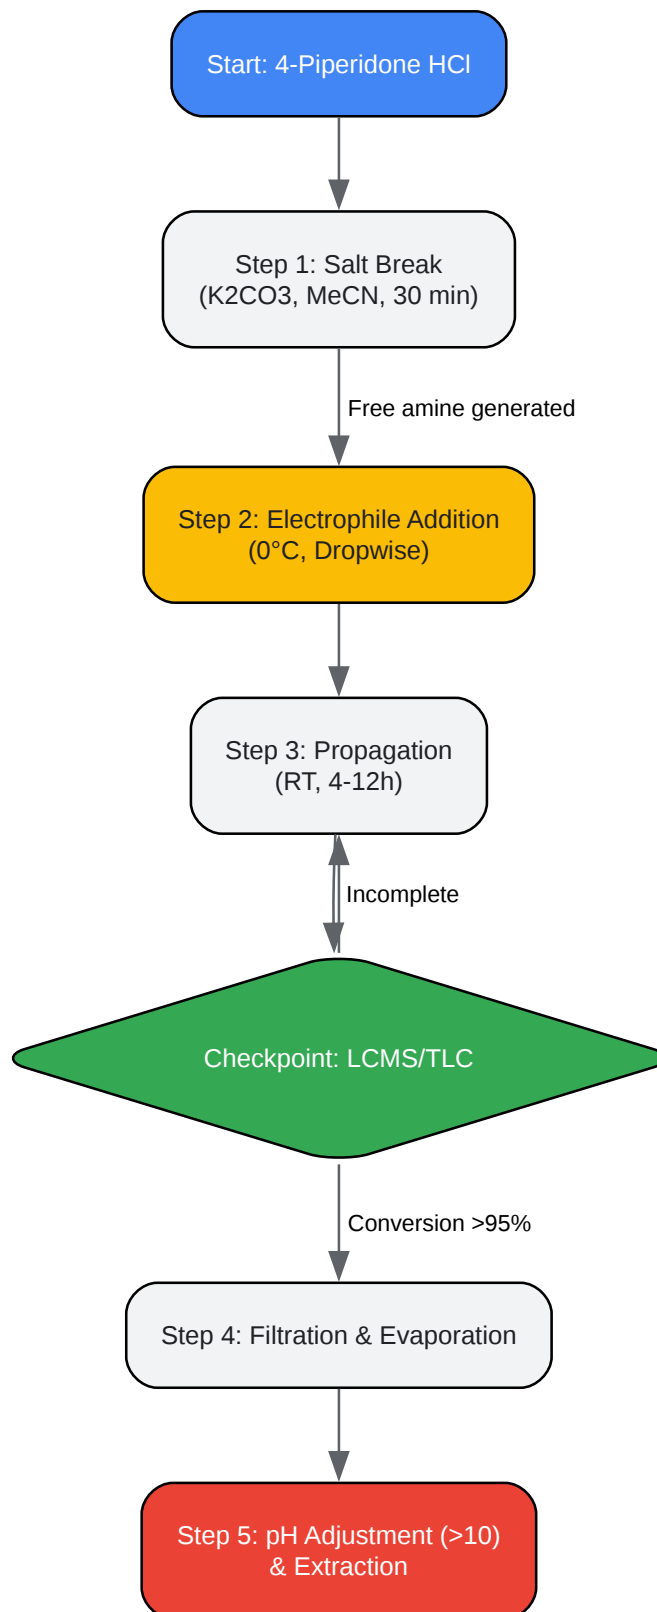 Start: 4-Piperidone HCl
Step 1: Salt Break
(K2CO3, MeCN, 30 min)
Free amine generated
Step 2: Electrophile Addition
(0°C, Dropwise)
Step 3: Propagation
(RT, 4-12h)
Incomplete
Checkpoint: LCMS/TLC
Conversion >95%
Step 4: Filtration & Evaporation
Step 5: pH Adjustment (>10)
& Extraction